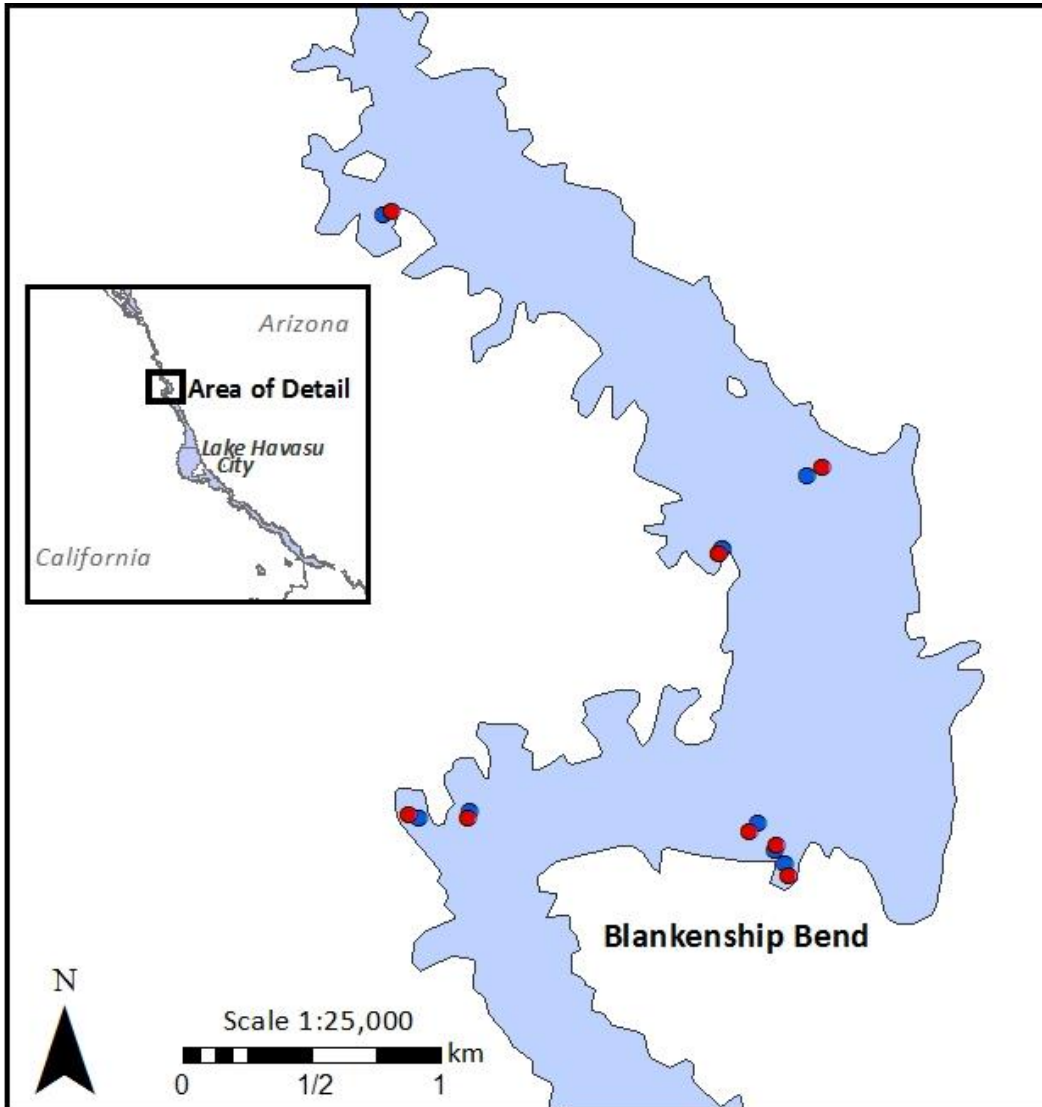 Arizona
Area of Detail
Lake Havasu
City
California
Blankenship Bend
N
Scale 1:25,000
km
0 1/2 1